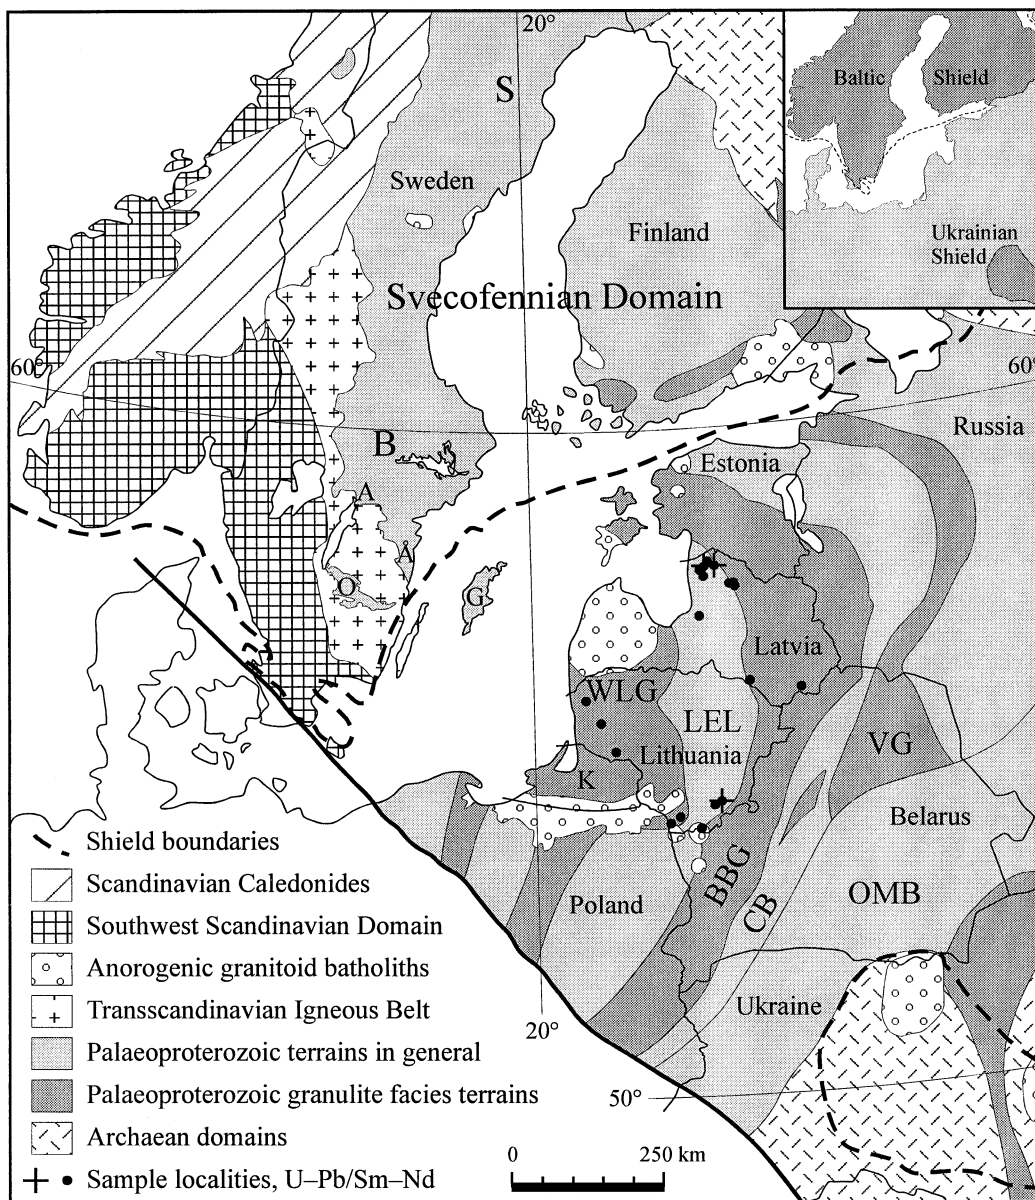 20°
S
Baltic Shield
Sweden
Finland
Ukrainian
Shield
Svecofennian Domain
60°
60°
Russia
B
Estonia
A
Å
O
G
Latvia
WLG
LEL
Lithuania
VG
K
Belarus
BBG
Poland
CB
OMB
Ukraine
20°
50°
Shield boundaries
Scandinavian Caledonides
Southwest Scandinavian Domain
Anorogenic granitoid batholiths
Transscandinavian Igneous Belt
Palaeoproterozoic terrains in general
Palaeoproterozoic granulite facies terrains
Archaean domains
Sample localities, U–Pb/Sm–Nd
0 250 km